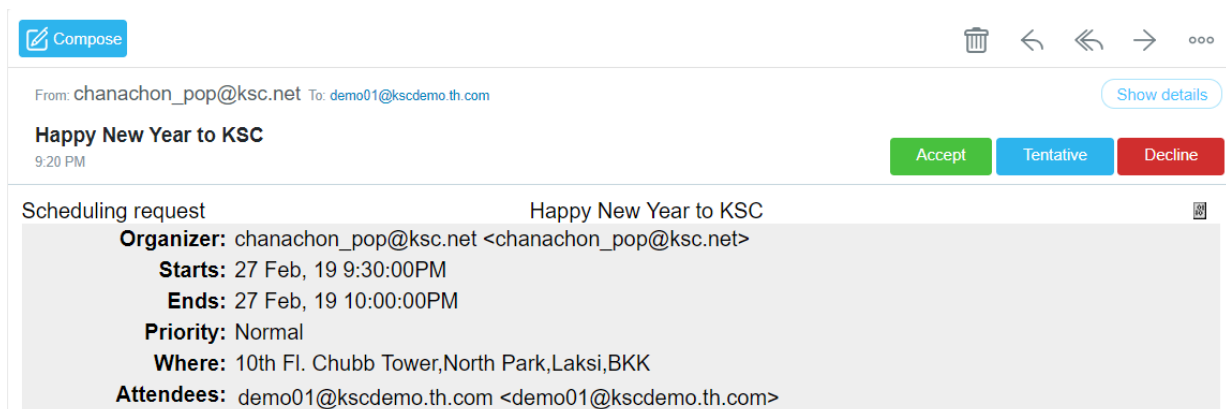 Compose
From: chanachon_pop@ksc.net To: demo01@kscdemo.th.com
Show details
Happy New Year to KSC
9:20 PM
Accept
Tentative
Decline
Scheduling request Happy New Year to KSC
Organizer: chanachon_pop@ksc.net <chanachon_pop@ksc.net>
Starts: 27 Feb, 19 9:30:00PM
Ends: 27 Feb, 19 10:00:00PM
Priority: Normal
Where: 10th Fl. Chubb Tower,North Park,Laksi,BKK
Attendees: demo01@kscdemo.th.com <demo01@kscdemo.th.com>